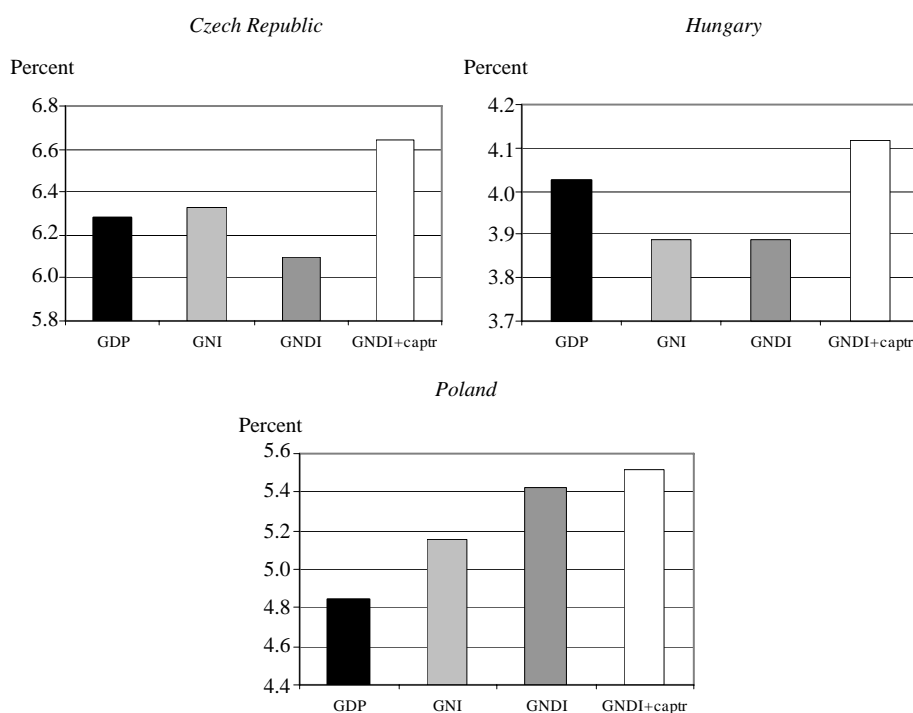 Czech Republic
Percent
6.8
6.6
6.4
6.2
6.0
5.8
GDP GNI GNDI GNDI+captr
Hungary
Percent
4.2
4.1
4.0
3.9
3.8
3.7
GDP GNI GNDI GNDI+captr
Poland
Percent
5.6
5.4
5.2
5.0
4.8
4.6
4.4
GDP GNI GNDI GNDI+captr